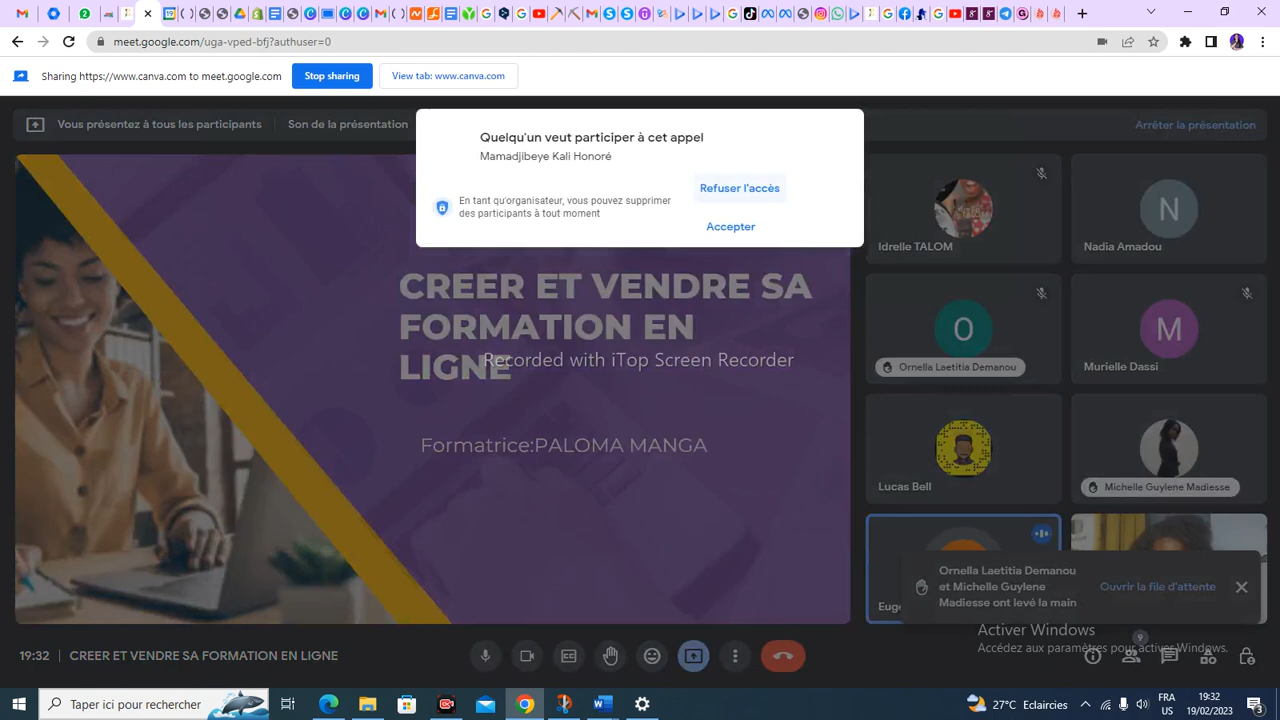 meet.google.com/uga-vped-bfj?authuser=0
Sharing https://www.canva.com to meet.google.com
Stop sharing
View tab: www.canva.com
Vous présentez à tous les participants
Son de la présentation
Arrêter la présentation
Quelqu'un veut participer à cet appel
Mamadjibeye Kali Honoré
En tant qu'organisateur, vous pouvez supprimer
des participants à tout moment
Refuser l'accès
Accepter
CREER ET VENDRE SA
FORMATION EN
LIGNE
Recorded with iTop Screen Recorder
Formatrice:PALOMA MANGA
Idrelle TALOM
N
Nadia Amadou
O
Ornella Laetitia Demanou
M
Murielle Dassi
Lucas Bell
Michelle Guylene Madiesse
Euge
Ornella Laetitia Demanou
et Michelle Guylene
Madiesse ont levé la main
Ouvrir la file d'attente
Activer Windows
Accédez aux paramètres pour activer Windows.
9
19:32
CREER ET VENDRE SA FORMATION EN LIGNE
Taper ici pour rechercher
27°C Eclaircies
FRA
US
19:32
19/02/2023
3